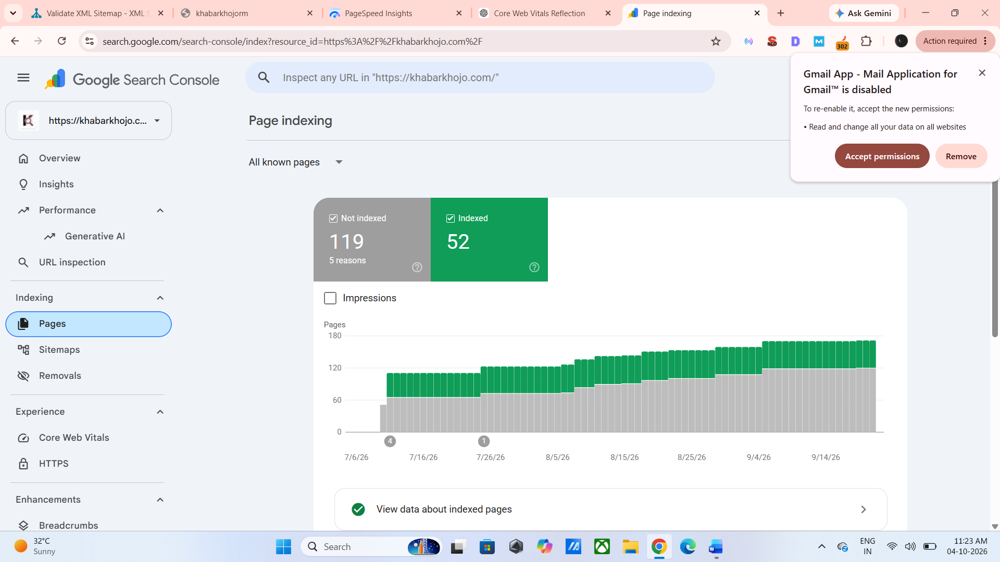 Validate XML Sitemap - XML S
khabarkhojorm
PageSpeed Insights
Core Web Vitals Reflection
Page indexing
Ask Gemini
search.google.com/search-console/index?resource_id=https%3A%2F%2Fkhabarkhojo.com%2F
SEO
D
M
302
Action required
Gmail App - Mail Application for
Gmail™ is disabled
To re-enable it, accept the new permissions:
• Read and change all your data on all websites
Accept permissions
Remove
Google Search Console
Inspect any URL in "https://khabarkhojo.com/"
https://khabarkhojo.c...
Overview
Insights
Performance
Generative AI
URL inspection
Indexing
Pages
Sitemaps
Removals
Experience
Core Web Vitals
HTTPS
Enhancements
Breadcrumbs
Page indexing
All known pages
Not indexed
119
5 reasons
Indexed
52
Impressions
Pages
180
120
60
0
4
1
7/6/26
7/16/26
7/26/26
8/5/26
8/15/26
8/25/26
9/4/26
9/14/26
View data about indexed pages
32°C
Sunny
Search
ENG
IN
11:23 AM
04-10-2026